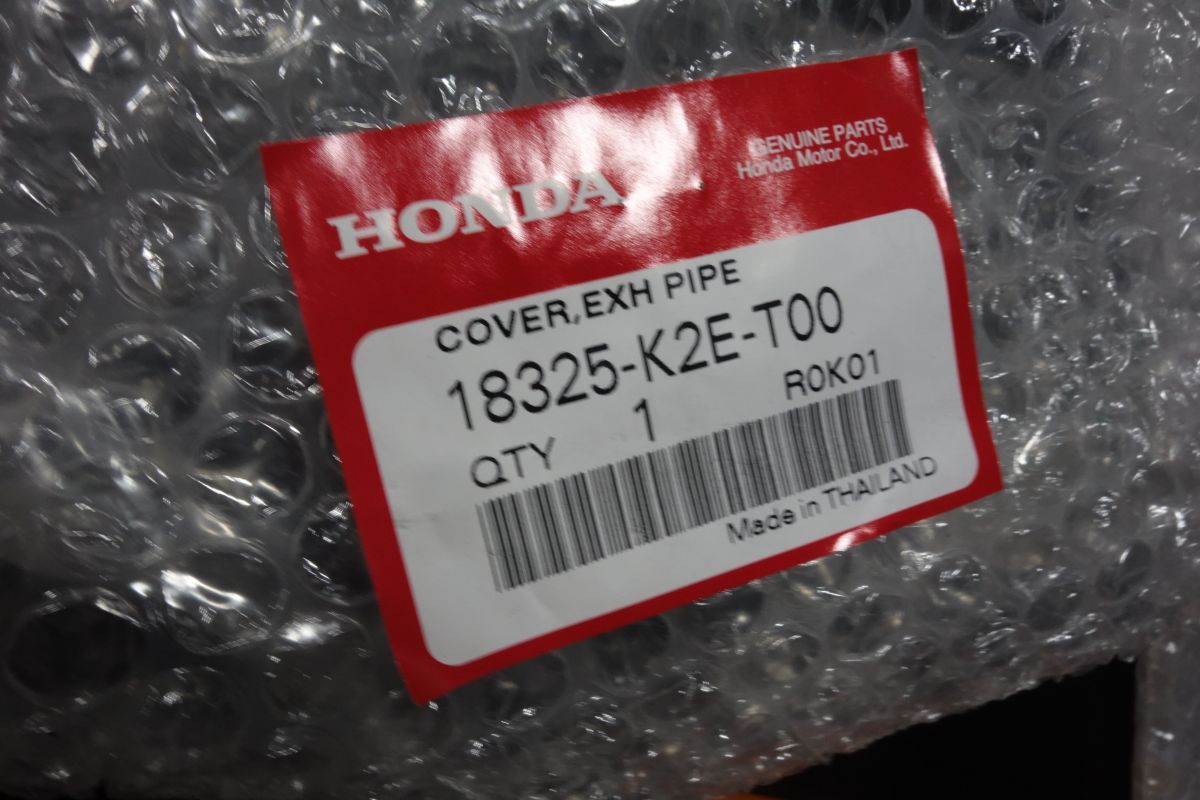 HONDA
GENUINE PARTS
Honda Motor Co., Ltd.
COVER,EXH PIPE
18325-K2E-T00
QTY 1 R0K01
Made in THAILAND